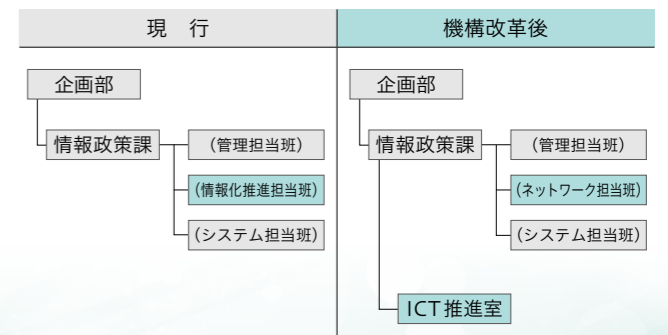 現 行
機構改革後
企画部
情報政策課
(管理担当班)
(情報化推進担当班)
(システム担当班)
企画部
情報政策課
(管理担当班)
(ネットワーク担当班)
(システム担当班)
ICT推進室